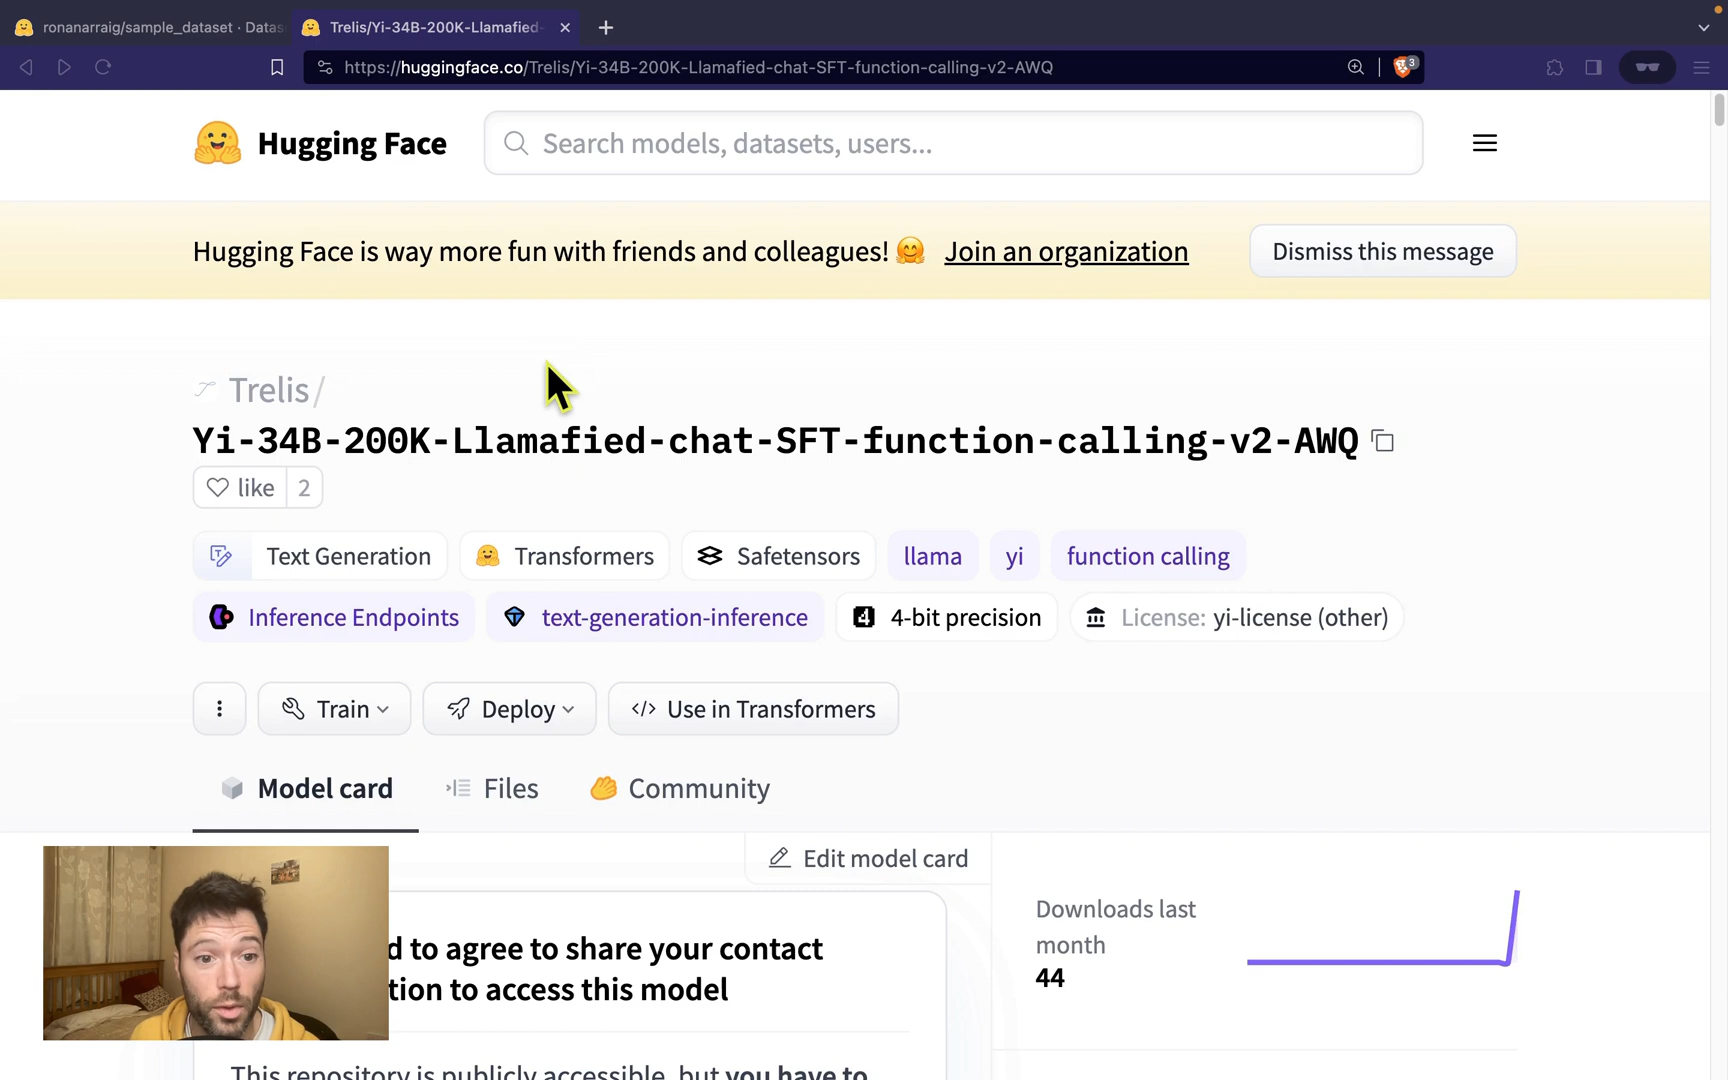 ronanarraig/sample_dataset · Datas
Trelis/Yi-34B-200K-Llamafied-
https://huggingface.co/Trelis/Yi-34B-200K-Llamafied-chat-SFT-function-calling-v2-AWQ
3
Hugging Face
Search models, datasets, users...
Hugging Face is way more fun with friends and colleagues! 🤗 Join an organization
Dismiss this message
Trelis/
Yi-34B-200K-Llamafied-chat-SFT-function-calling-v2-AWQ
like 2
Text Generation Transformers Safetensors llama yi function calling
Inference Endpoints text-generation-inference 4 4-bit precision License: yi-license (other)
Train Deploy </> Use in Transformers
Model card Files Community
Edit model card
d to agree to share your contact
tion to access this model
This repository is publicly accessible, but you have to
Downloads last
month
44